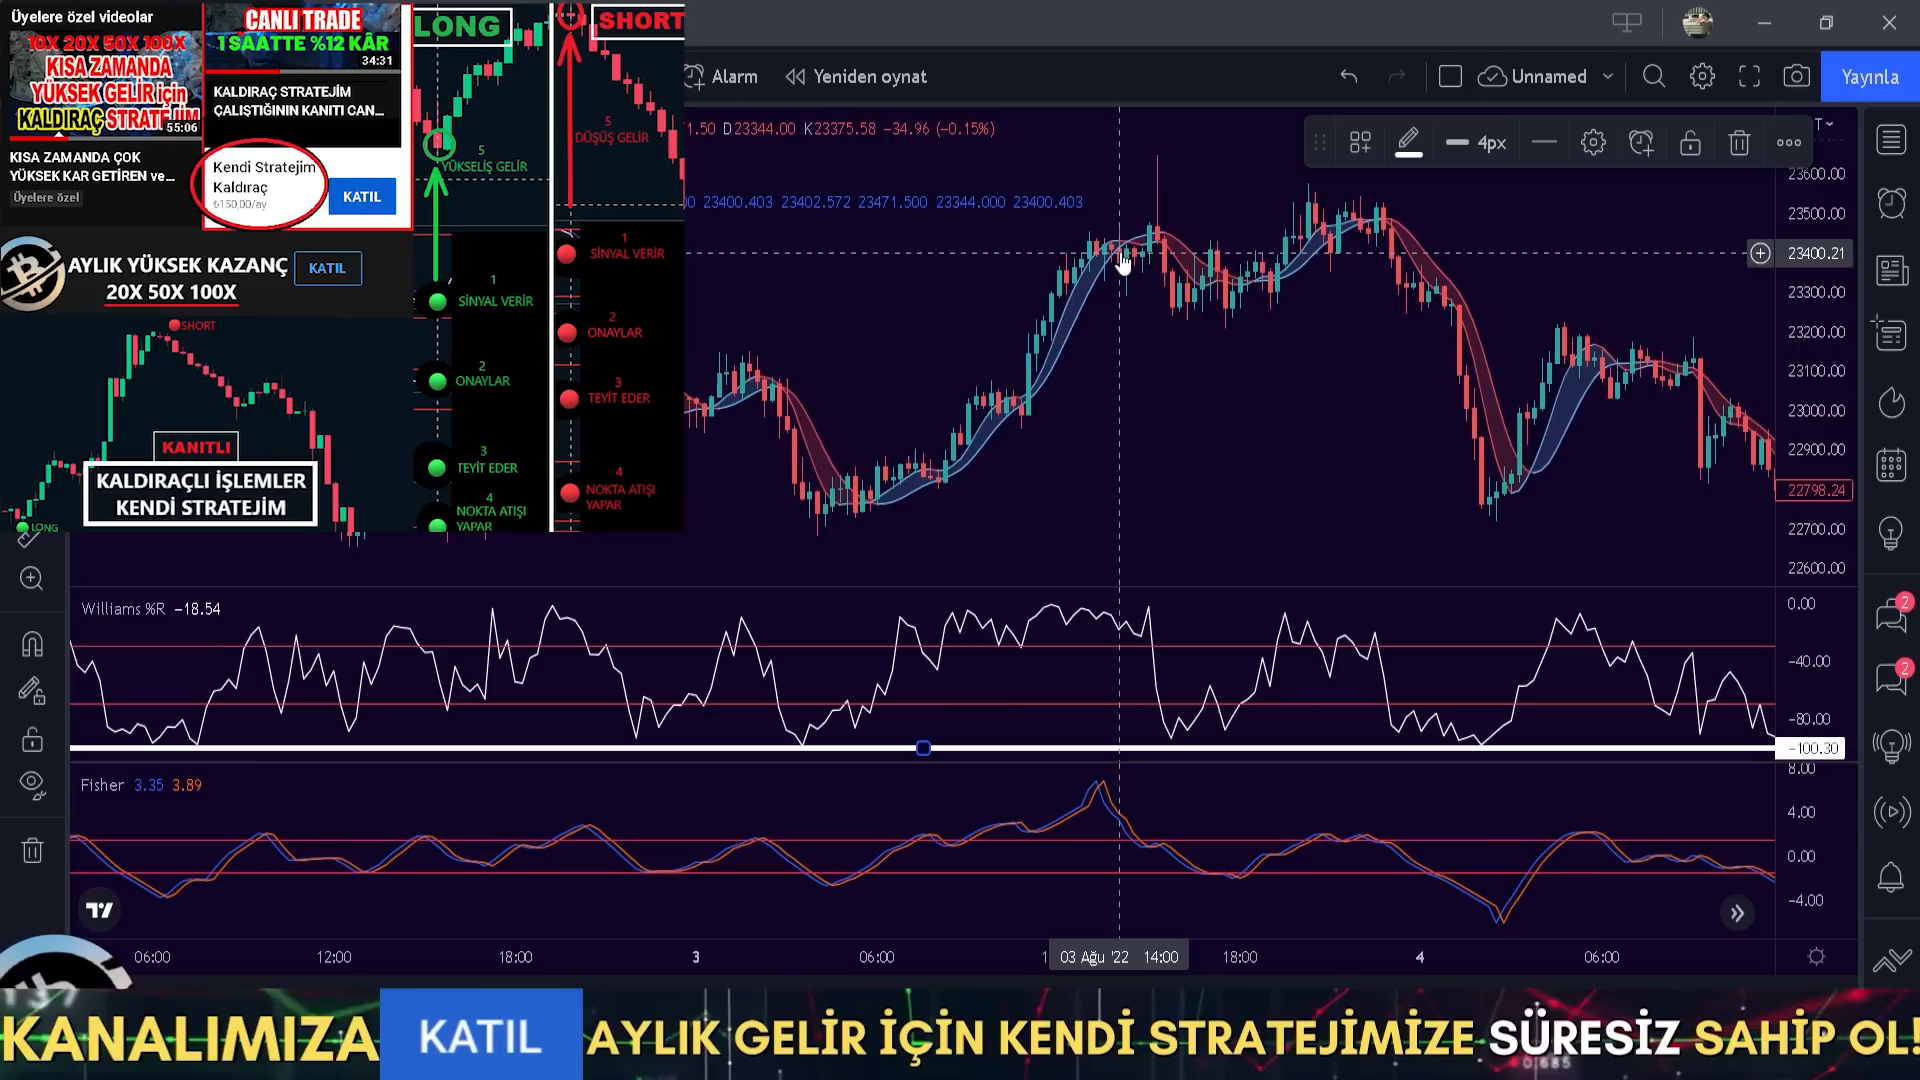 Üyelere özel videolar
10X 20X 50X 100X
KISA ZAMANDA
YÜKSEK GELİR için
KALDIRAÇ STRATEJİM
55:06
KISA ZAMANDA ÇOK
YÜKSEK KAR GETİREN ve...
Üyelere özel
CANLI TRADE
1 SAATTE %12 KÂR
34:31
KALDIRAÇ STRATEJİM
ÇALIŞTIĞININ KANITI CAN...
Kendi Stratejim
Kaldıraç
₺150,00/ay
KATIL
AYLIK YÜKSEK KAZANÇ
KATIL
20X 50X 100X
SHORT
KANITLI
KALDIRAÇLI İŞLEMLER
KENDİ STRATEJİM
LONG
LONG
5
YÜKSELİŞ GELİR
1
SİNYAL VERİR
2
ONAYLAR
3
TEYİT EDER
4
NOKTA ATIŞI
YAPAR
SHORT
5
DÜŞÜŞ GELİR
1
SİNYAL VERİR
2
ONAYLAR
3
TEYİT EDER
4
NOKTA ATIŞI
YAPAR
Alarm
Yeniden oynat
Unnamed
Yayınla
1.50 D23344.00 K23375.58 −34.96 (−0.15%)
4px
23400.403 23402.572 23471.500 23344.000 23400.403
23600.00
23500.00
23400.21
23300.00
23200.00
23100.00
23000.00
22900.00
22798.24
22700.00
22600.00
Williams %R −18.54
0.00
−40.00
−80.00
−100.30
Fisher 3.35 3.89
8.00
4.00
0.00
−4.00
06:00 12:00 18:00 3 06:00 03 Ağu '22 14:00 18:00 4 06:00
2
2
KANALIMIZA KATIL AYLIK GELİR İÇİN KENDİ STRATEJİMİZE SÜRESİZ SAHİP OL!